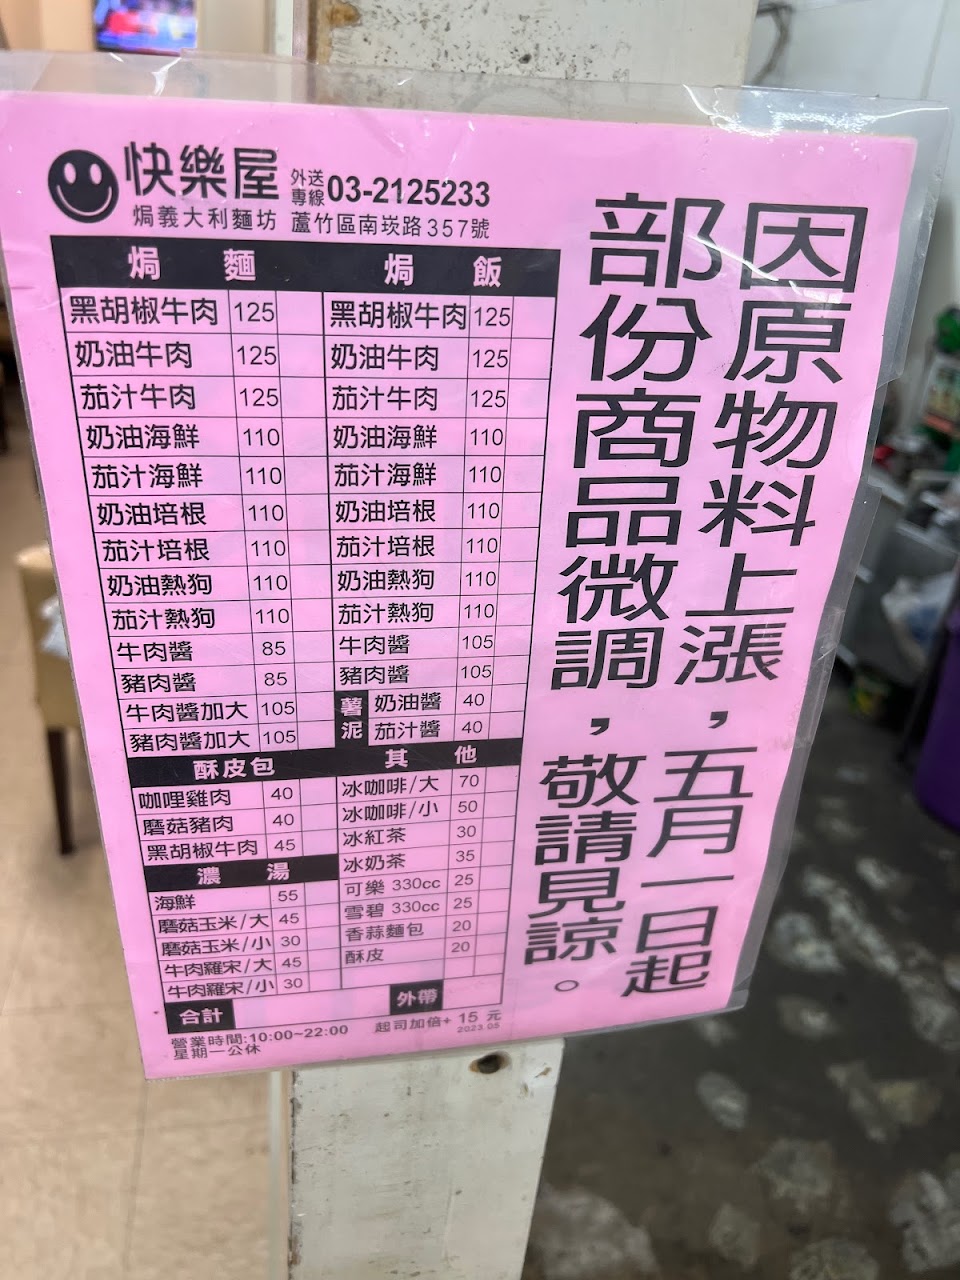 快樂屋
焗義大利麵坊
外送專線 03-2125233
蘆竹區南崁路357號
焗麵
黑胡椒牛肉 125
奶油牛肉 125
茄汁牛肉 125
奶油海鮮 110
茄汁海鮮 110
奶油培根 110
茄汁培根 110
奶油熱狗 110
茄汁熱狗 110
牛肉醬 85
豬肉醬 85
牛肉醬加大 105
豬肉醬加大 105
酥皮包
咖哩雞肉 40
磨菇豬肉 40
黑胡椒牛肉 45
濃湯
海鮮 55
磨菇玉米/大 45
磨菇玉米/小 30
牛肉羅宋/大 45
牛肉羅宋/小 30
合計
焗飯
黑胡椒牛肉 125
奶油牛肉 125
茄汁牛肉 125
奶油海鮮 110
茄汁海鮮 110
奶油培根 110
茄汁培根 110
奶油熱狗 110
茄汁熱狗 110
牛肉醬 105
豬肉醬 105
薯泥
奶油醬 40
茄汁醬 40
其他
冰咖啡/大 70
冰咖啡/小 50
冰紅茶 30
冰奶茶 35
可樂 330cc 25
雪碧 330cc 25
香蒜麵包 20
酥皮 20
外帶
營業時間:10:00~22:00
星期一公休
起司加倍+ 15 元
2023.05
因原物料上漲，五月一日起
部份商品微調，敬請見諒。